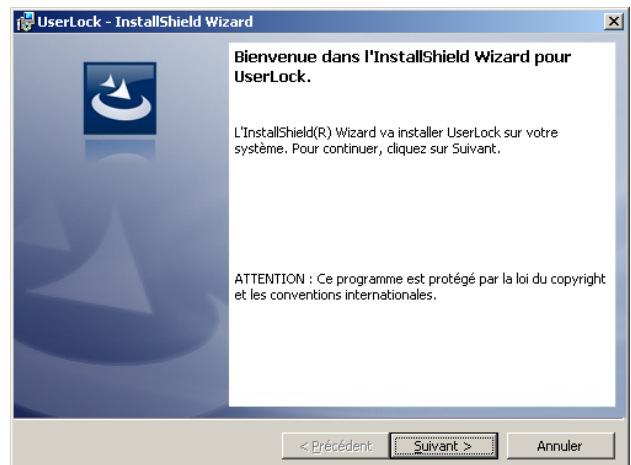 UserLock - InstallShield Wizard
Bienvenue dans l'InstallShield Wizard pour
UserLock.
L'InstallShield(R) Wizard va installer UserLock sur votre
système. Pour continuer, cliquez sur Suivant.
ATTENTION : Ce programme est protégé par la loi du copyright
et les conventions internationales.
< Précédent
Suivant >
Annuler